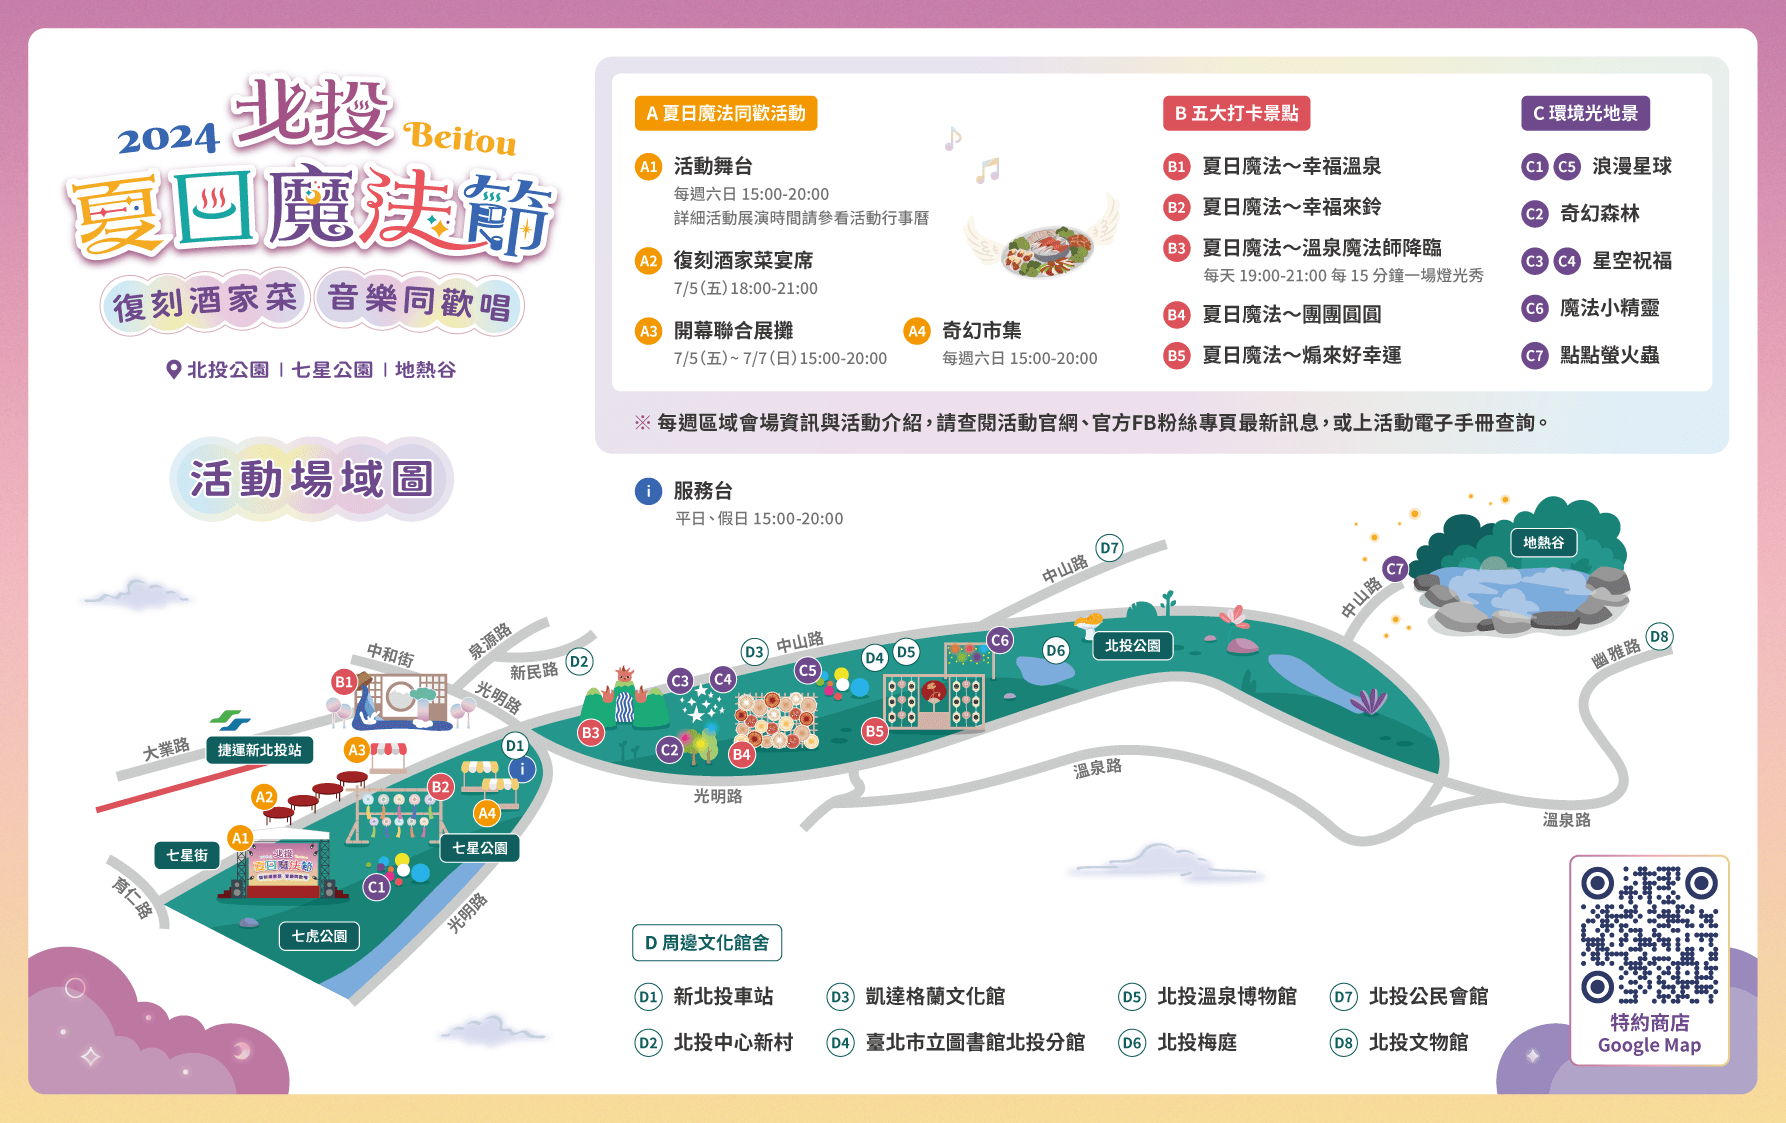 2024 北投 Beitou
夏日魔法節
復刻酒家菜 音樂同歡唱
北投公園 | 七星公園 | 地熱谷
活動場域圖
A 夏日魔法同歡活動
A1 活動舞台
每週六日 15:00-20:00
詳細活動展演時間請參看活動行事曆
A2 復刻酒家菜宴席
7/5(五)18:00-21:00
A3 開幕聯合展攤
7/5(五)~ 7/7(日)15:00-20:00
A4 奇幻市集
每週六日 15:00-20:00
B 五大打卡景點
B1 夏日魔法～幸福溫泉
B2 夏日魔法～幸福來鈴
B3 夏日魔法～溫泉魔法師降臨
每天 19:00-21:00 每 15 分鐘一場燈光秀
B4 夏日魔法～團團圓圓
B5 夏日魔法～煽來好幸運
C 環境光地景
C1 C5 浪漫星球
C2 奇幻森林
C3 C4 星空祝福
C6 魔法小精靈
C7 點點螢火蟲
※ 每週區域會場資訊與活動介紹，請查閱活動官網、官方FB粉絲專頁最新訊息，或上活動電子手冊查詢。
i 服務台
平日、假日 15:00-20:00
地熱谷
D7
中山路
C7
中山路
D8
幽雅路
北投公園
D6
C6
D5
D4
中山路
D3
C5
C4
C3
泉源路
新民路
D2
中和街
B1
光明路
大業路
捷運新北投站
A3
D1
i
B3
C2
B4
B5
溫泉路
光明路
溫泉路
A2
B2
A4
A1
七星公園
七星街
北投
Beitou
夏日魔法節
C1
育仁路
光明路
七虎公園
D 周邊文化館舍
D1 新北投車站
D3 凱達格蘭文化館
D5 北投溫泉博物館
D7 北投公民會館
D2 北投中心新村
D4 臺北市立圖書館北投分館
D6 北投梅庭
D8 北投文物館
特約商店
Google Map